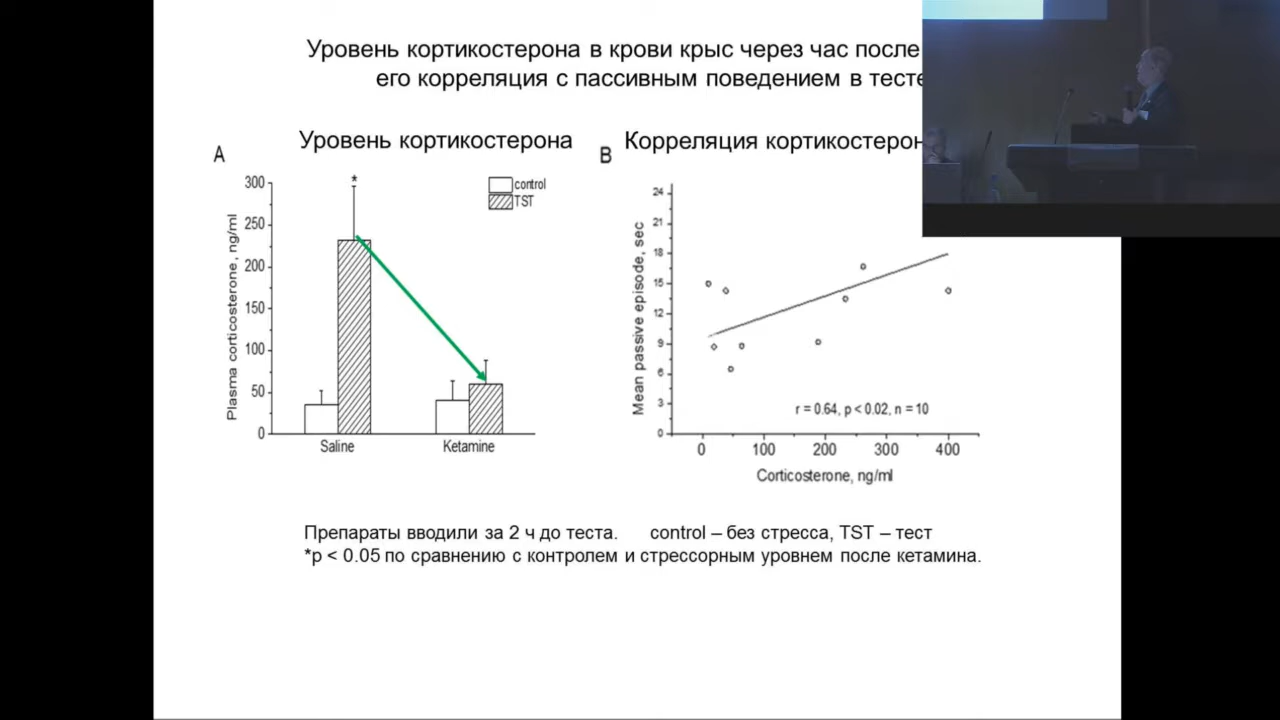 Уровень кортикостерона в крови крыс через час после
его корреляция с пассивным поведением в тесте
A
Уровень кортикостерона
Plasma corticosterone, ng/ml
300
250
200
150
100
50
0
*
control
TST
Saline
Ketamine
B
Корреляция кортикостерон
Mean passive episode, sec
24
21
18
15
12
9
6
3
0
r = 0.64, p < 0.02, n = 10
0 100 200 300 400
Corticosterone, ng/ml
Препараты вводили за 2 ч до теста. control – без стресса, TST – тест
*p < 0.05 по сравнению с контролем и стрессорным уровнем после кетамина.